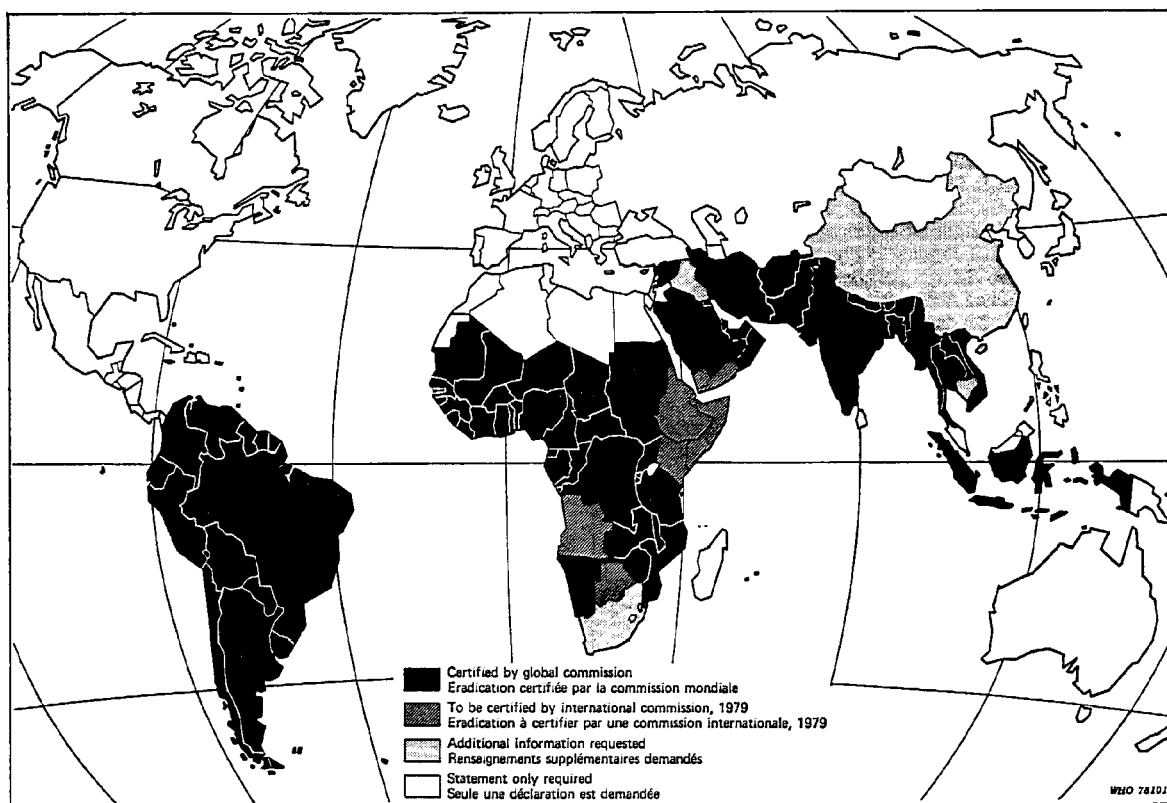 Certified by global commission
Eradication certifiée par la commission mondiale
To be certified by international commission, 1979
Eradication à certifier par une commission internationale, 1979
Additional information requested
Renseignements supplémentaires demandés
Statement only required
Seule une déclaration est demandée